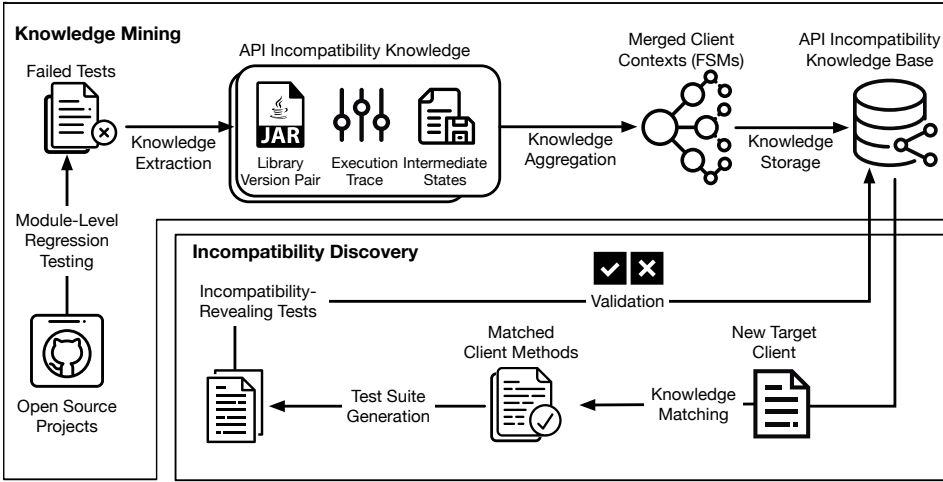 Knowledge Mining
Failed Tests
Knowledge
Extraction
API Incompatibility Knowledge
JAR
Library
Version Pair
Execution
Trace
Intermediate
States
Knowledge
Aggregation
Merged Client
Contexts (FSMs)
Knowledge
Storage
API Incompatibility
Knowledge Base
Module-Level
Regression
Testing
Open Source
Projects
Incompatibility Discovery
Incompatibility-
Revealing Tests
Validation
Matched
Client Methods
New Target
Client
Test Suite
Generation
Knowledge
Matching